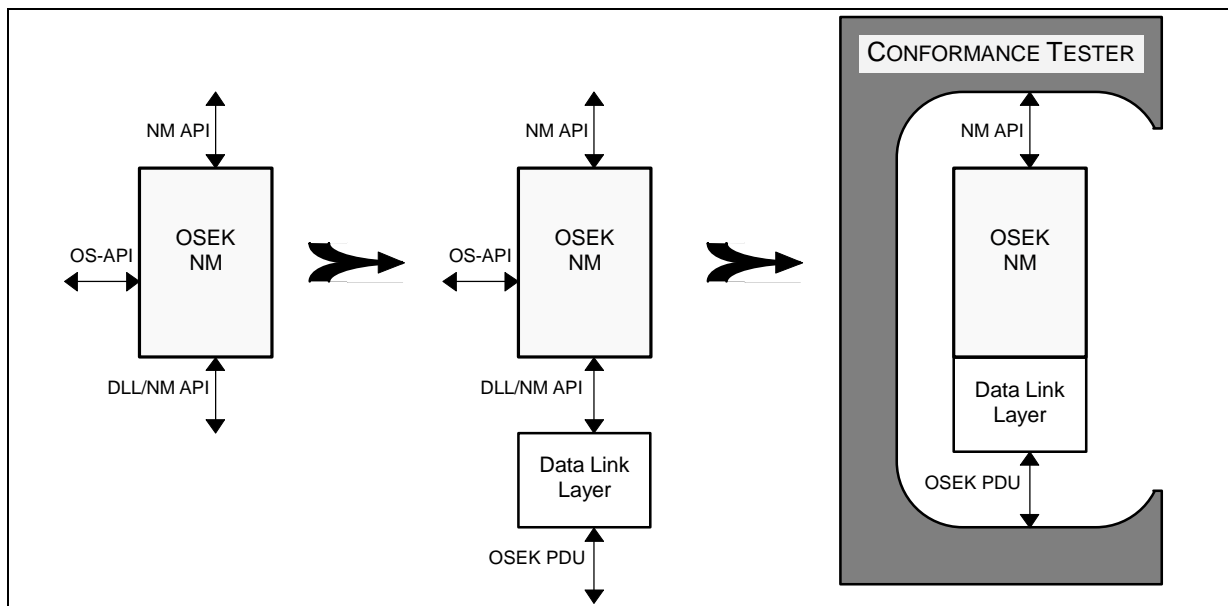 NM API
OS-API
OSEK
NM
DLL/NM API
NM API
OS-API
OSEK
NM
DLL/NM API
Data Link
Layer
OSEK PDU
CONFORMANCE TESTER
NM API
OSEK
NM
Data Link
Layer
OSEK PDU